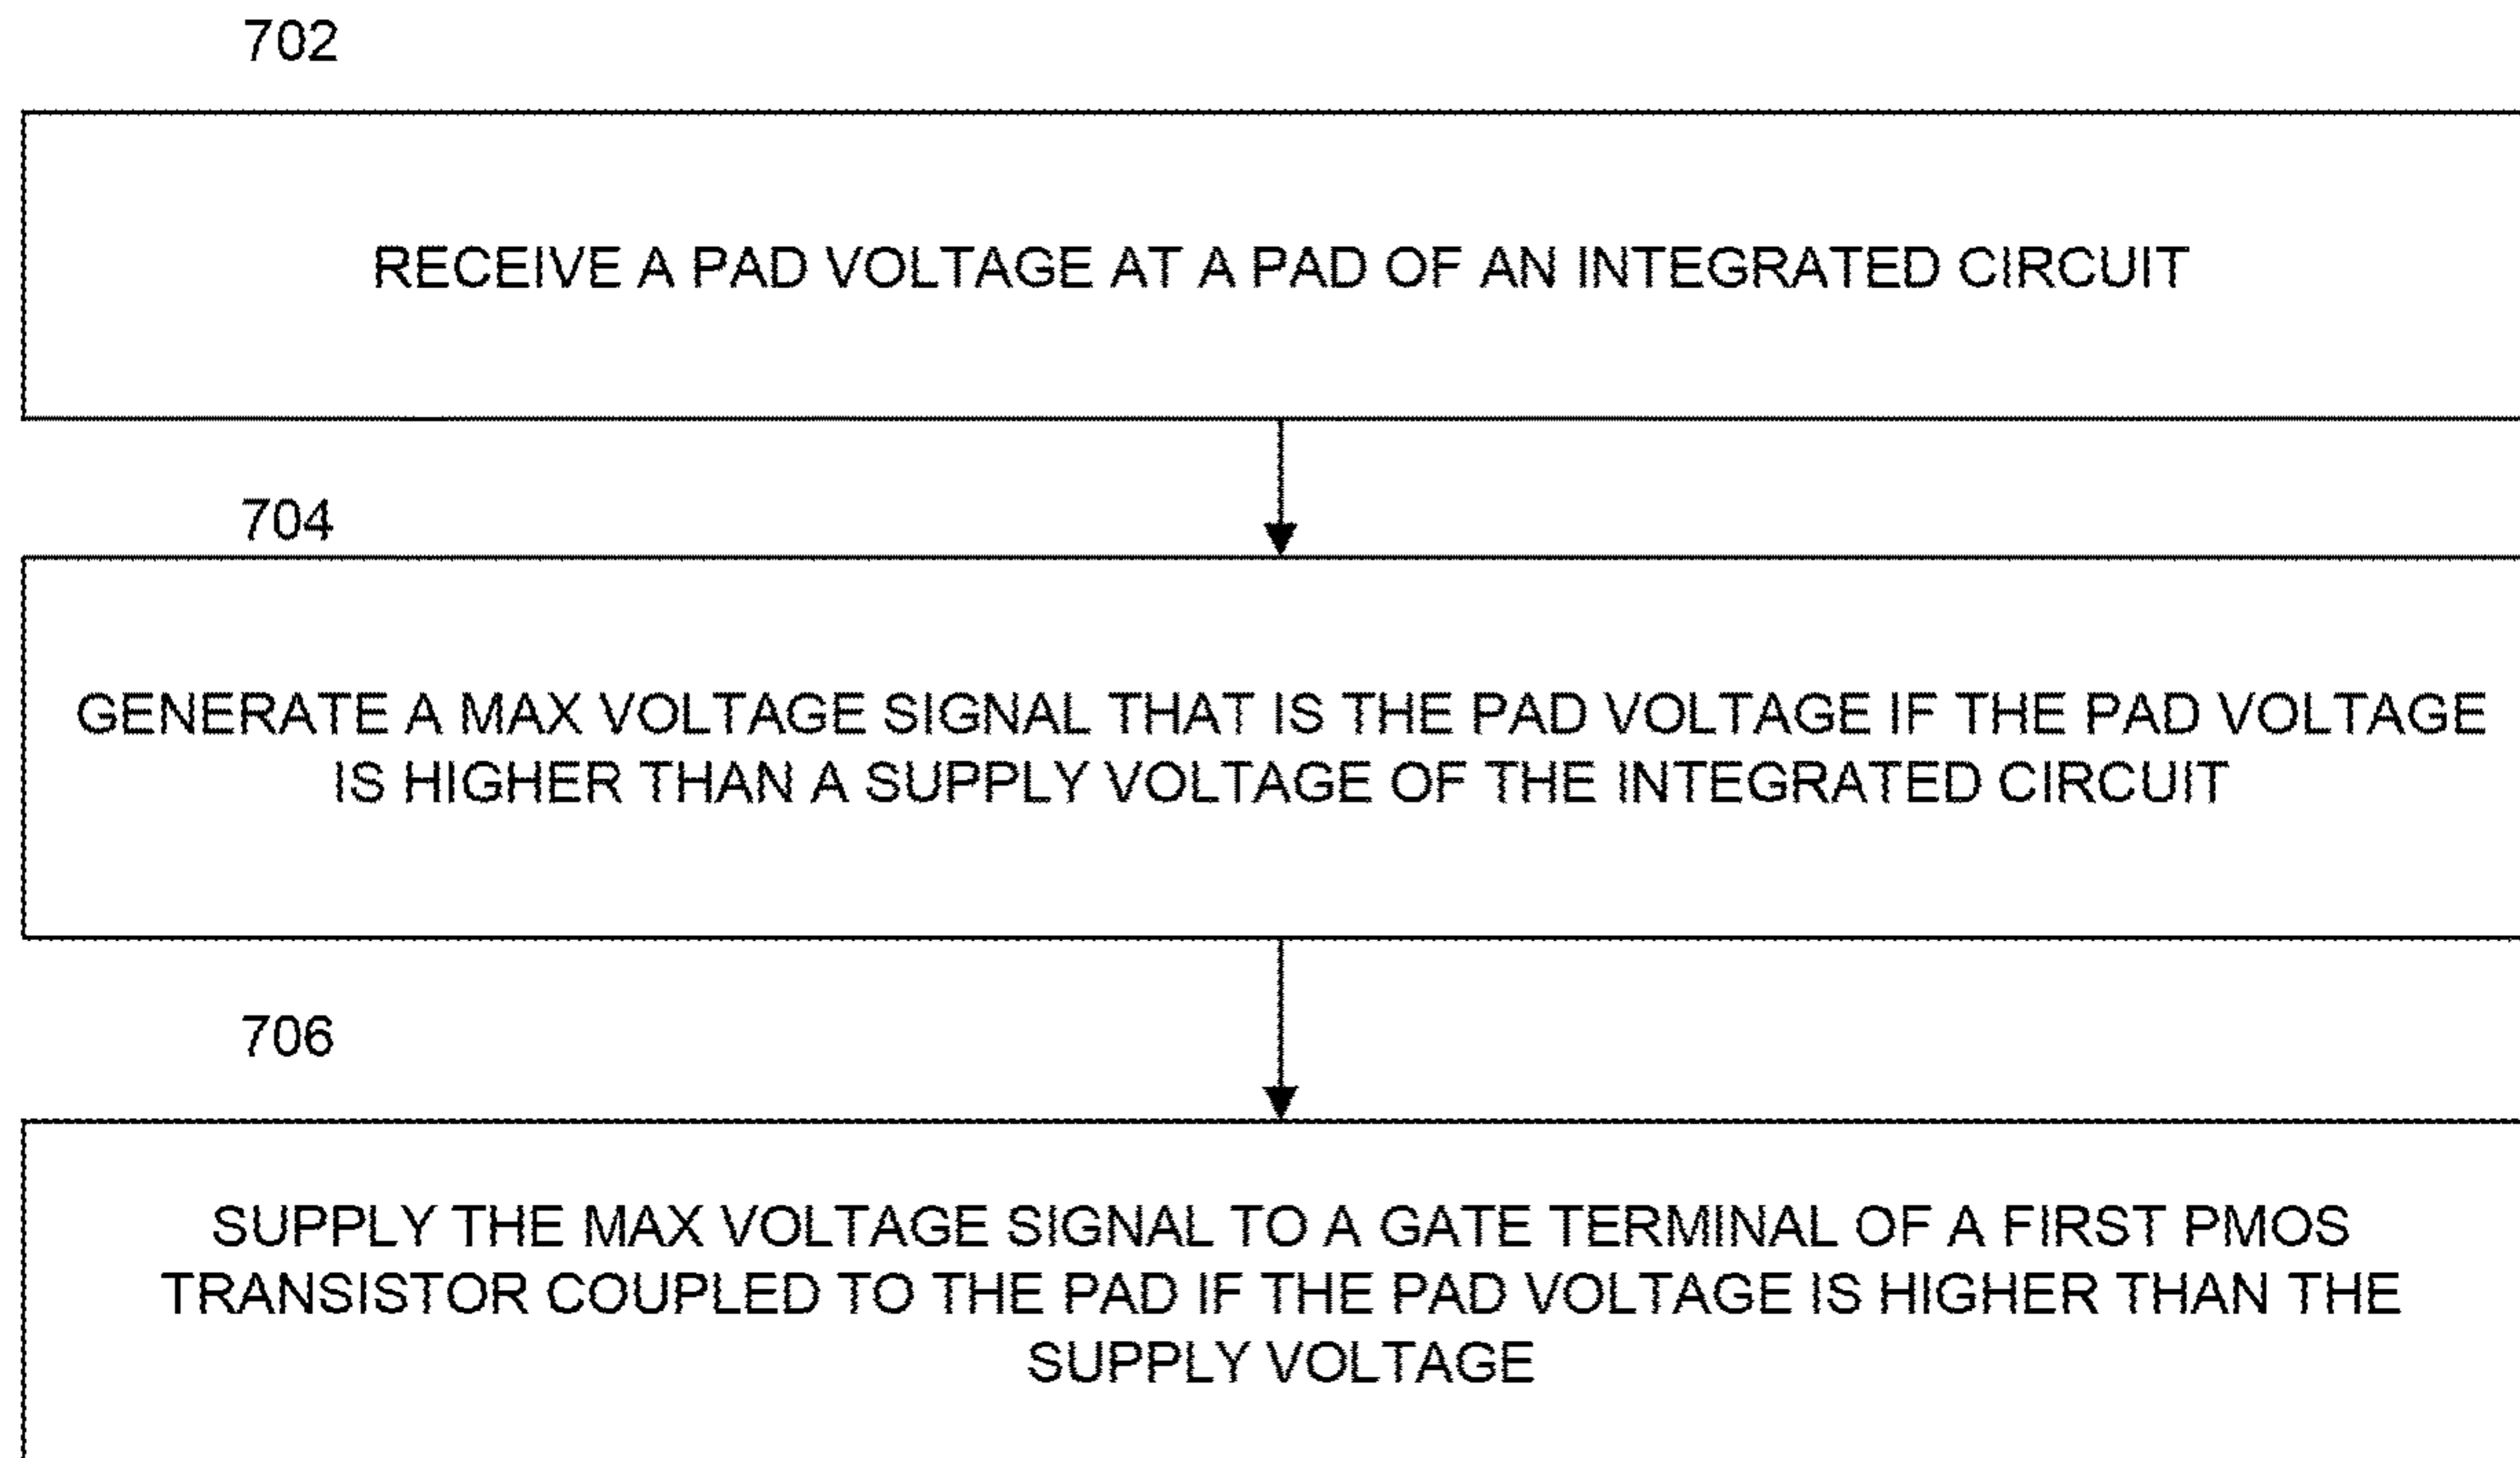 702
RECEIVE A PAD VOLTAGE AT A PAD OF AN INTEGRATED CIRCUIT
704
GENERATE A MAX VOLTAGE SIGNAL THAT IS THE PAD VOLTAGE IF THE PAD VOLTAGE
IS HIGHER THAN A SUPPLY VOLTAGE OF THE INTEGRATED CIRCUIT
706
SUPPLY THE MAX VOLTAGE SIGNAL TO A GATE TERMINAL OF A FIRST PMOS
TRANSISTOR COUPLED TO THE PAD IF THE PAD VOLTAGE IS HIGHER THAN THE
SUPPLY VOLTAGE